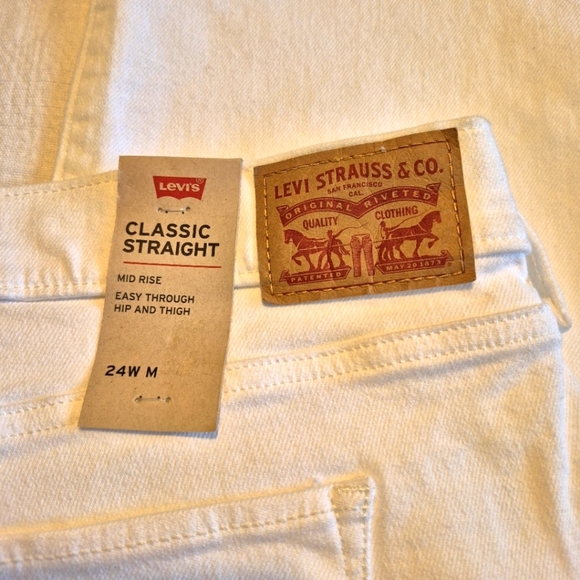 LEVI'S
CLASSIC
STRAIGHT
MID RISE
EASY THROUGH
HIP AND THIGH
24W M
LEVI STRAUSS & CO.
SAN FRANCISCO
CAL.
ORIGINAL RIVETED
QUALITY CLOTHING
PATENTED MAY 20 1873